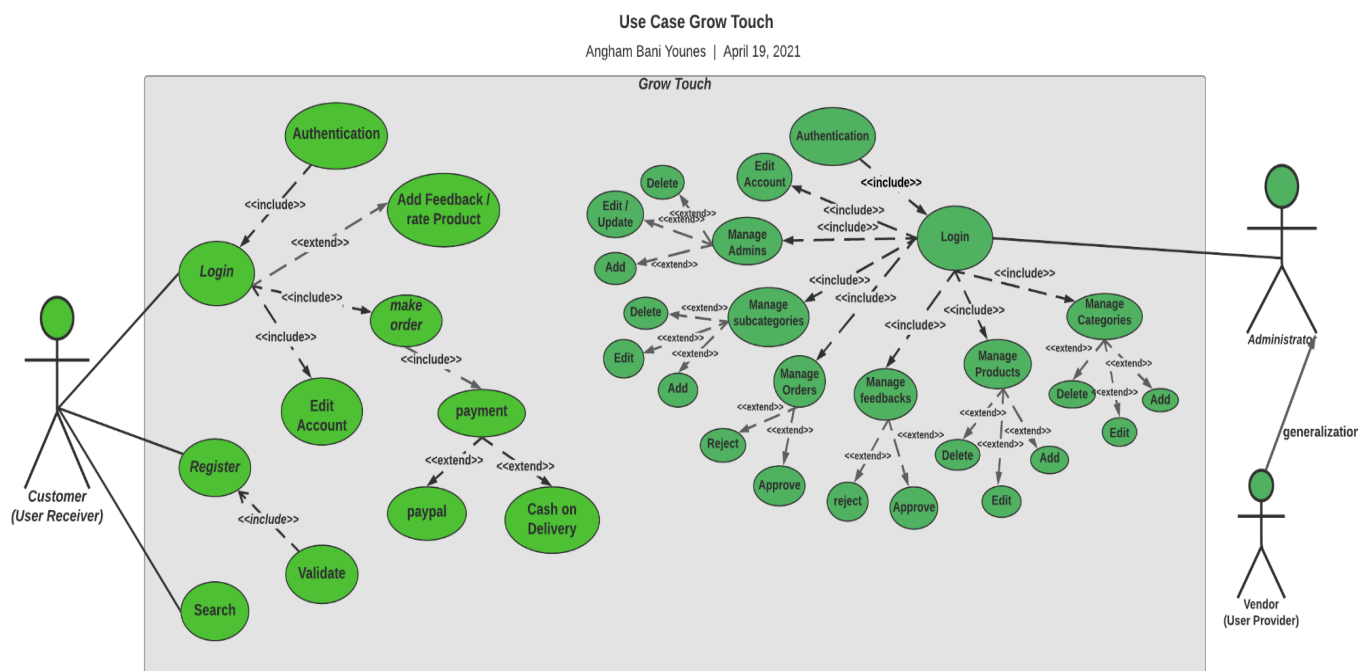 Use Case Grow Touch
Angham Bani Younes | April 19, 2021
Grow Touch
Authentication
<<include>>
Add Feedback /
rate Product
<<extend>>
Login
<<include>>
make
order
<<include>>
<<include>>
Edit
Account
payment
<<extend>>
<<extend>>
paypal
Cash on
Delivery
Register
<<include>>
Validate
Search
Customer
(User Receiver)
Authentication
<<include>>
Edit
Account
<<include>>
Login
<<include>>
Manage
Admins
Delete
<<extend>>
Edit /
Update
<<extend>>
Add
<<extend>>
<<include>>
Manage
subcategories
Delete
<<extend>>
Edit
<<extend>>
Add
<<extend>>
<<include>>
Manage
Orders
<<extend>>
Reject
<<extend>>
Approve
<<include>>
Manage
feedbacks
<<extend>>
reject
<<extend>>
Approve
<<include>>
Manage
Products
<<extend>>
Delete
<<extend>>
Edit
<<extend>>
Add
<<include>>
Manage
Categories
<<extend>>
Delete
<<extend>>
Edit
<<extend>>
Add
Administrator
generalization
Vendor
(User Provider)